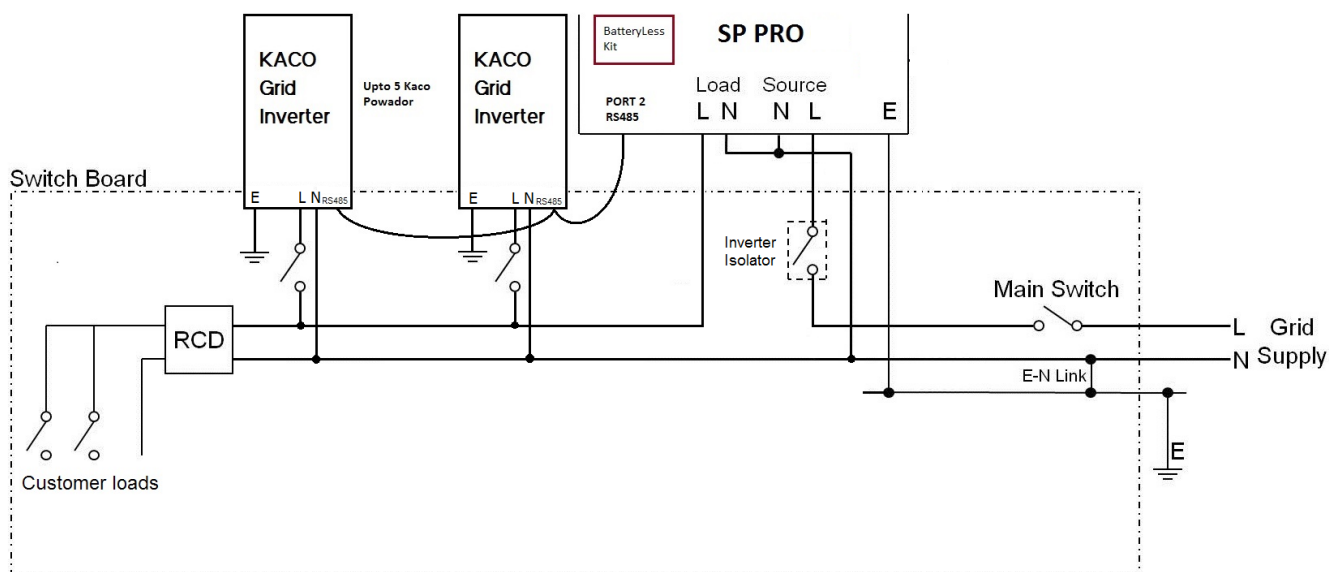 KACO
Grid
Inverter
Upto 5 Kaco
Powador
KACO
Grid
Inverter
BatteryLess
Kit
SP PRO
PORT 2
RS485
Load Source
L N N L E
Switch Board
E L N RS485
E L N RS485
Inverter
Isolator
Main Switch
RCD
L Grid
N Supply
E-N Link
E
Customer loads